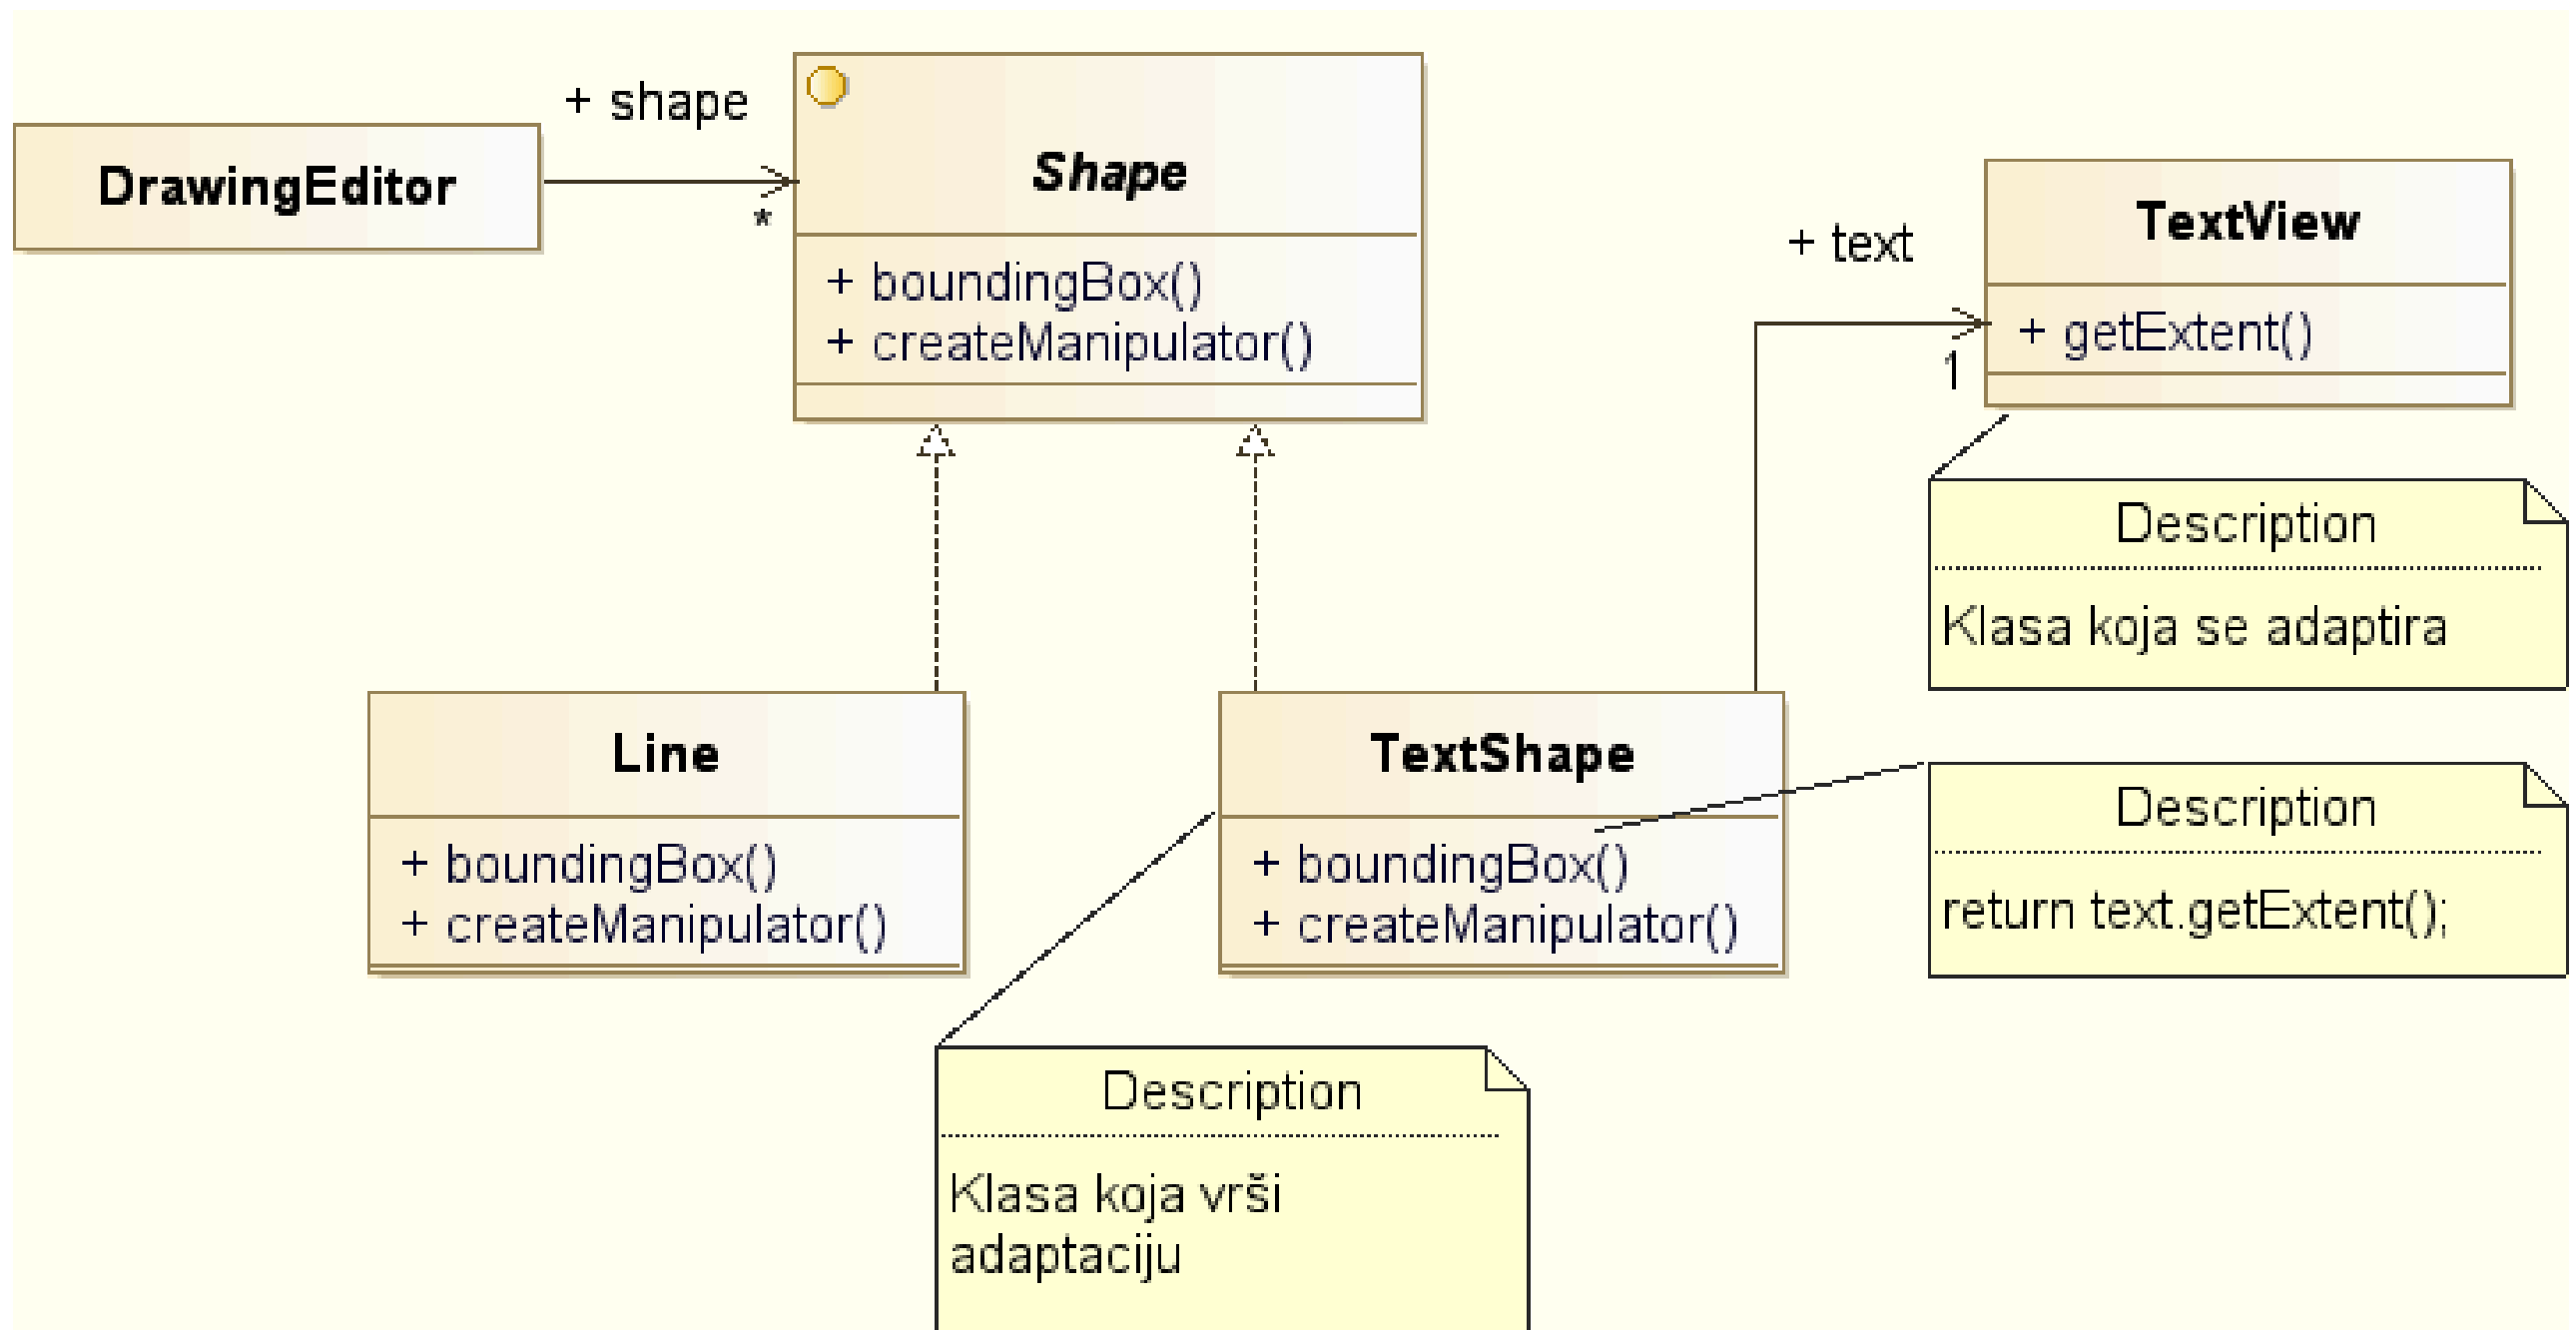 + shape
DrawingEditor
*
Shape
+ boundingBox()
+ createManipulator()
+ text
1
TextView
+ getExtent()
Description
Klasa koja se adaptira
Line
+ boundingBox()
+ createManipulator()
TextShape
+ boundingBox()
+ createManipulator()
Description
return text.getExtent();
Description
Klasa koja vrši
adaptaciju